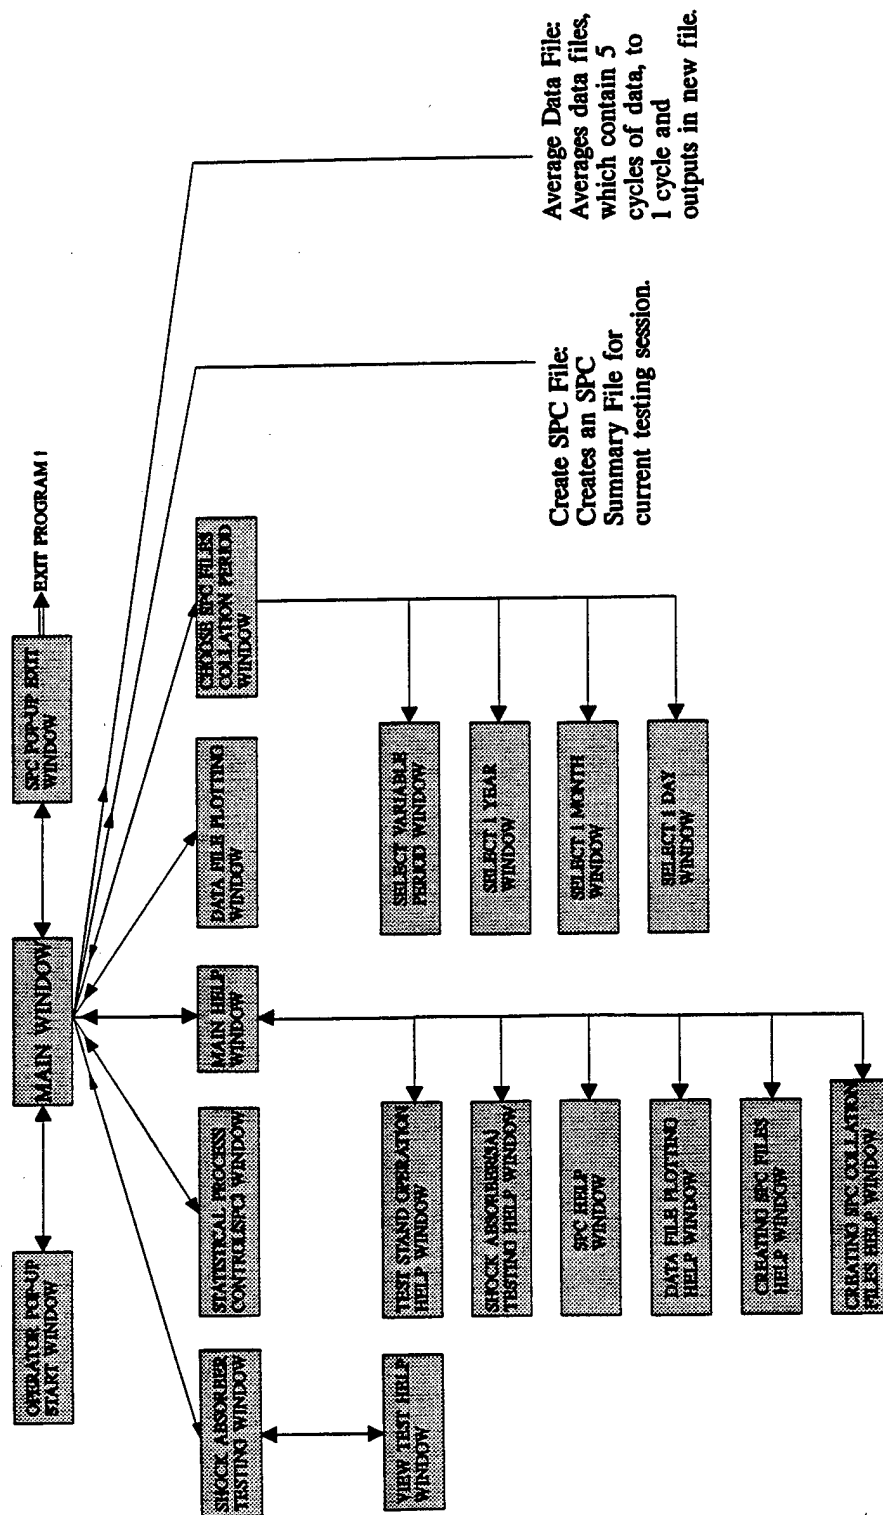 OPERATOR POP-UP
START WINDOW
MAIN WINDOW
SPC POP-UP EXIT
WINDOW
EXIT PROGRAM!
SHOCK ABSORBER
TESTING WINDOW
STATISTICAL PROCESS
CONTROL(SPC) WINDOW
MAIN HELP
WINDOW
DATA FILE PLOTTING
WINDOW
CHOOSE SPC FILES
COLLATION PERIOD
WINDOW
VIEW TEST HELP
WINDOW
TEST STAND OPERATION
HELP WINDOW
SHOCK ABSORBER(SA)
TESTING HELP WINDOW
SPC HELP
WINDOW
DATA FILE PLOTTING
HELP WINDOW
CREATING SPC FILES
HELP WINDOW
CREATING SPC COLLATION
FILES HELP WINDOW
SELECT VARIABLE
PERIOD WINDOW
SELECT 1 YEAR
WINDOW
SELECT 1 MONTH
WINDOW
SELECT 1 DAY
WINDOW
Create SPC File:
Creates an SPC
Summary File for
current testing session.
Average Data File:
Averages data files,
which contain 5
cycles of data, to
1 cycle and
outputs in new file.